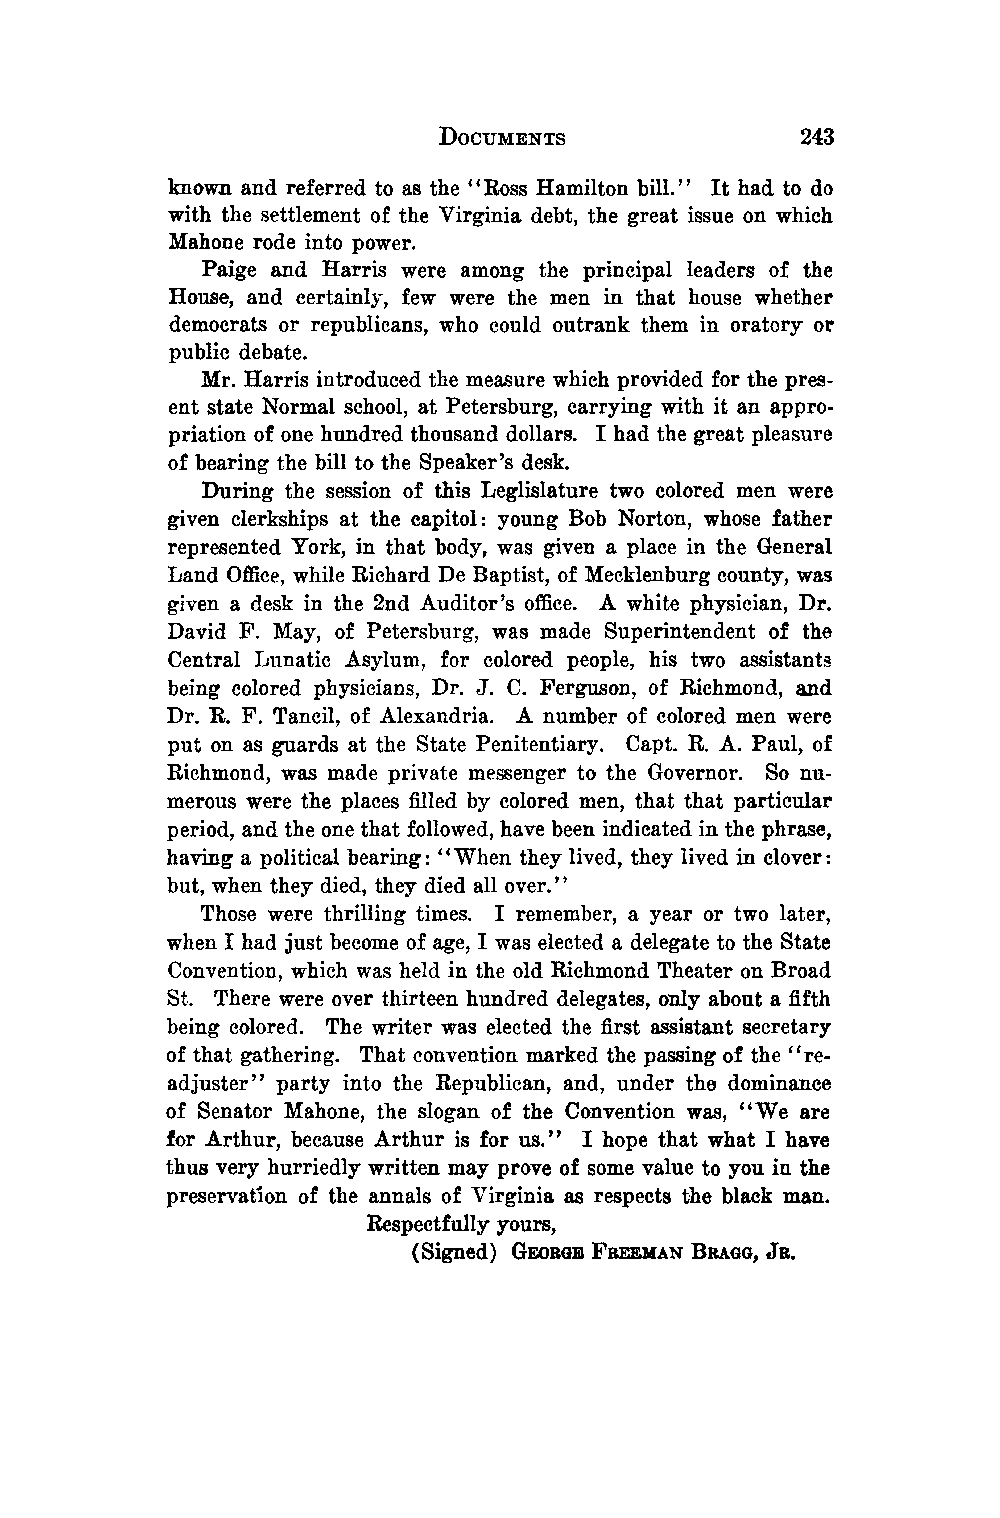 DOCUMENTS 243
known and referred to as the ‘‘Ross Hamilton bill.’’ It had to do
with the settlement of the Virginia debt, the great issue on which
Mahone rode into power.
Paige and Harris were among the principal leaders of the
House, and certainly, few were the men in that house whether
democrats or republicans, who could outrank them in oratory or
public debate.
Mr. Harris introduced the measure which provided for the pres-
ent state Normal school, at Petersburg, carrying with it an appro-
priation of one hundred thousand dollars. I had the great pleasure
of bearing the bill to the Speaker's desk.
During the session of this Leglislature two colored men were
given clerkships at the capitol: young Bob Norton, whose father
represented York, in that body, was given a place in the General
Land Office, while Richard De Baptist, of Mecklenburg county, was
given a desk in the 2nd Auditor's office. A white physician, Dr.
David F. May, of Petersburg, was made Superintendent of the
Central Lunatic Asylum, for colored people, his two assistants
being colored physicians, Dr. J. C. Ferguson, of Richmond, and
Dr. R. F. Tancil, of Alexandria. A number of colored men were
put on as guards at the State Penitentiary. Capt. R. A. Paul, of
Richmond, was made private messenger to the Governor. So nu-
merous were the places filled by colored men, that that particular
period, and the one that followed, have been indicated in the phrase,
having a political bearing: ‘‘When they lived, they lived in clover:
but, when they died, they died all over.’’
Those were thrilling times. I remember, a year or two later,
when I had just become of age, I was elected a delegate to the State
Convention, which was held in the old Richmond Theater on Broad
St. There were over thirteen hundred delegates, only about a fifth
being colored. The writer was elected the first assistant secretary
of that gathering. That convention marked the passing of the ‘‘re-
adjuster’’ party into the Republican, and, under the dominance
of Senator Mahone, the slogan of the Convention was, ‘‘We are
for Arthur, because Arthur is for us.’’ I hope that what I have
thus very hurriedly written may prove of some value to you in the
preservation of the annals of Virginia as respects the black man.
Respectfully yours,
(Signed) GEORGE FREEMAN BRAGG, JR.